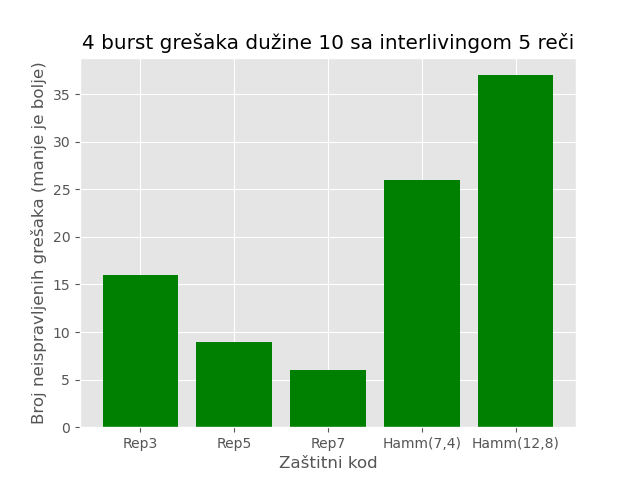 4 burst grešaka dužine 10 sa interlivingom 5 reči
Broj neispravljenih grešaka (manje je bolje)
35
30
25
20
15
10
5
0
Rep3 Rep5 Rep7 Hamm(7,4) Hamm(12,8)
Zaštitni kod